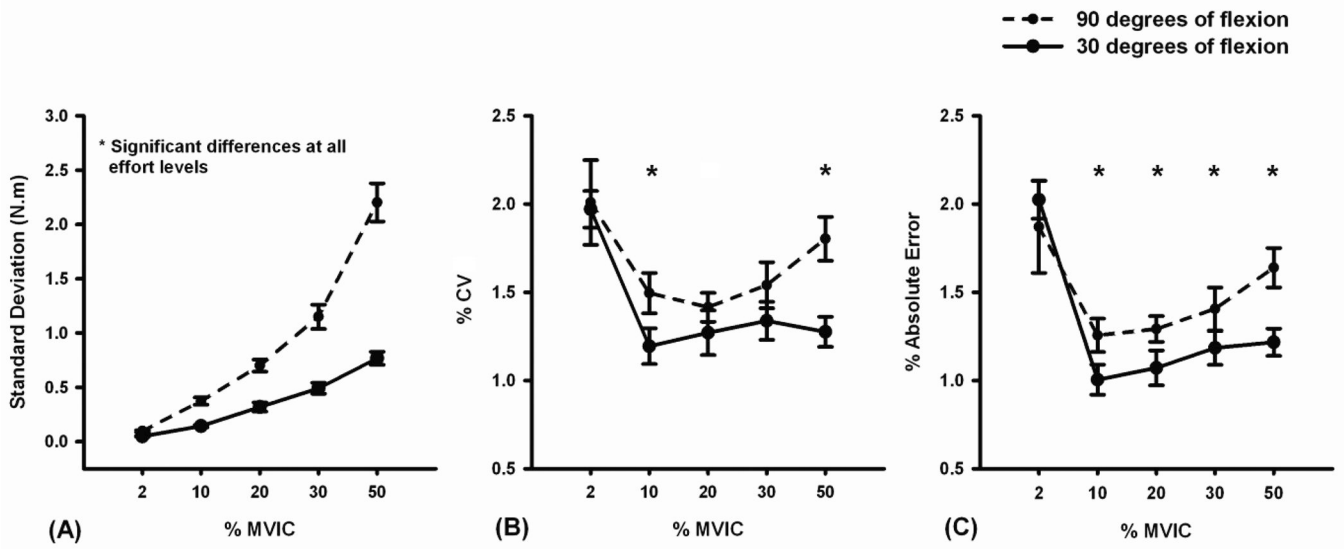 90 degrees of flexion
30 degrees of flexion
3.0
2.5
2.0
1.5
1.0
0.5
0.0
Standard Deviation (N.m)
* Significant differences at all
effort levels
2 10 20 30 50
(A) % MVIC
2.5
2.0
1.5
1.0
0.5
% CV
* *
2 10 20 30 50
(B) % MVIC
2.5
2.0
1.5
1.0
0.5
% Absolute Error
* * * *
2 10 20 30 50
(C) % MVIC